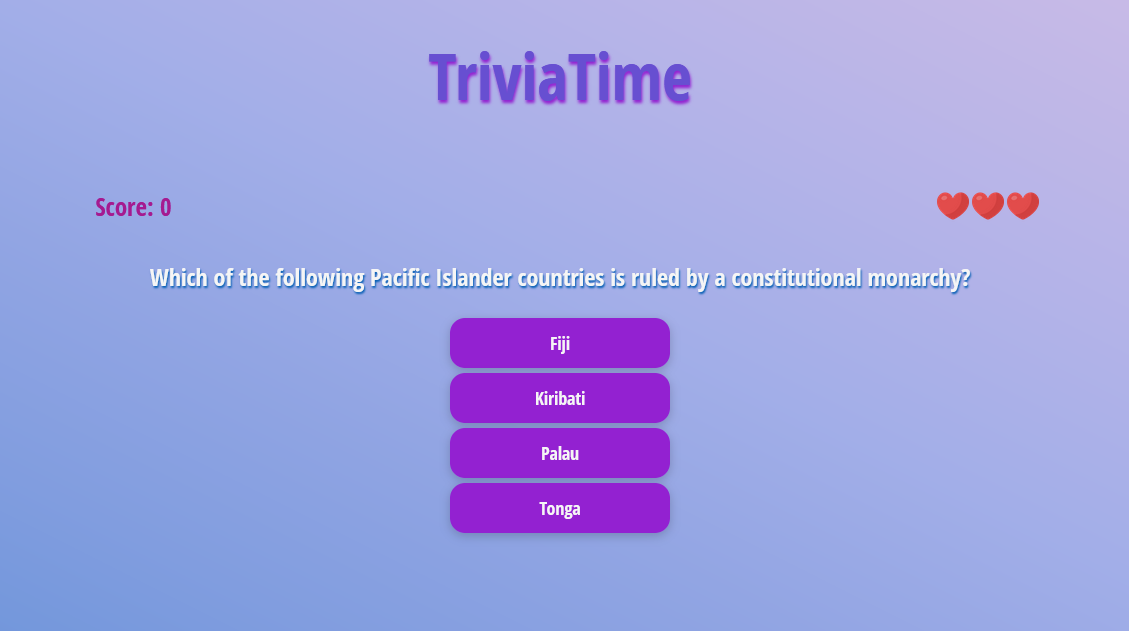 TriviaTime
Score: 0
Which of the following Pacific Islander countries is ruled by a constitutional monarchy?
Fiji
Kiribati
Palau
Tonga